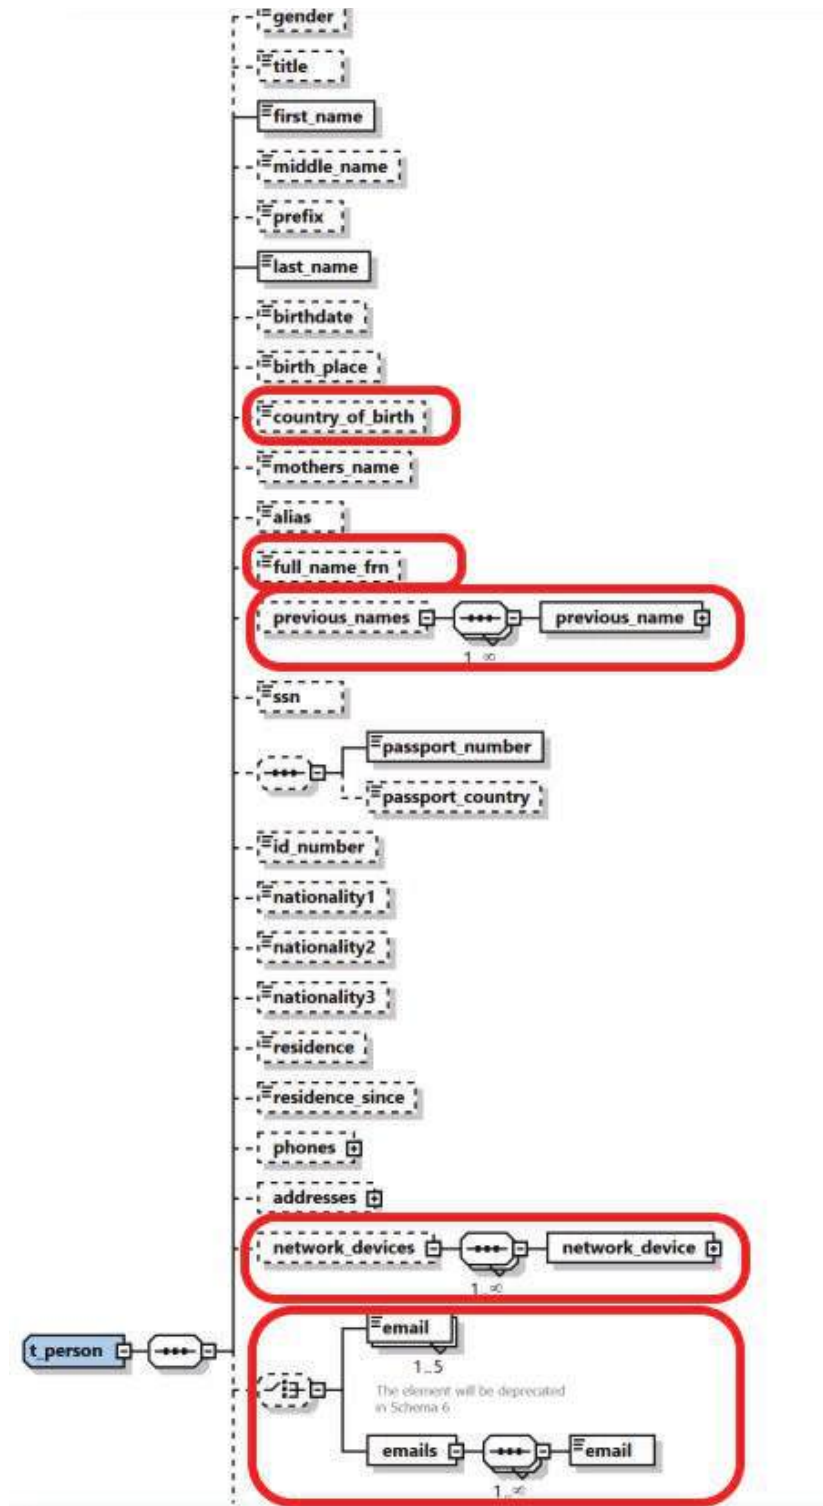 gender
title
first_name
middle_name
prefix
last_name
birthdate
birth_place
country_of_birth
mothers_name
alias
full_name_frn
previous_names previous_name
1..∞
ssn
passport_number
passport_country
id_number
nationality1
nationality2
nationality3
residence
residence_since
phones
addresses
network_devices network_device
1..∞
email
t_person
1..5
The element will be deprecated
in Schema 6
emails email
1..∞